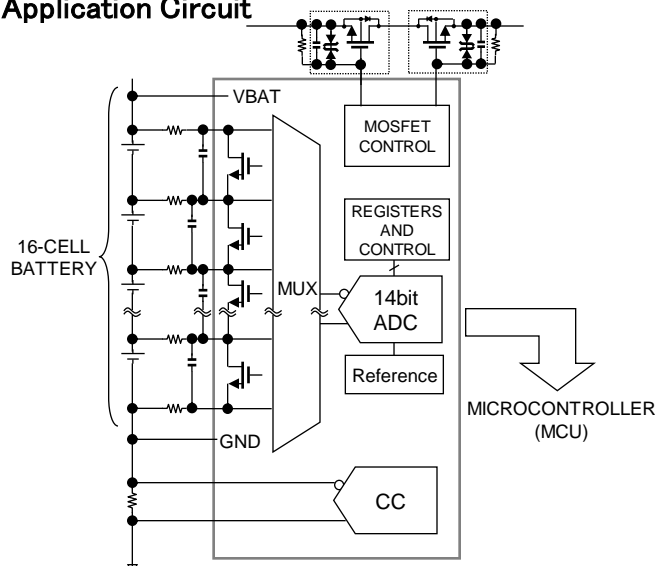 Application Circuit
VBAT
MOSFET
CONTROL
REGISTERS
AND
CONTROL
16-CELL
BATTERY
MUX
14bit
ADC
Reference
MICROCONTROLLER
(MCU)
GND
CC